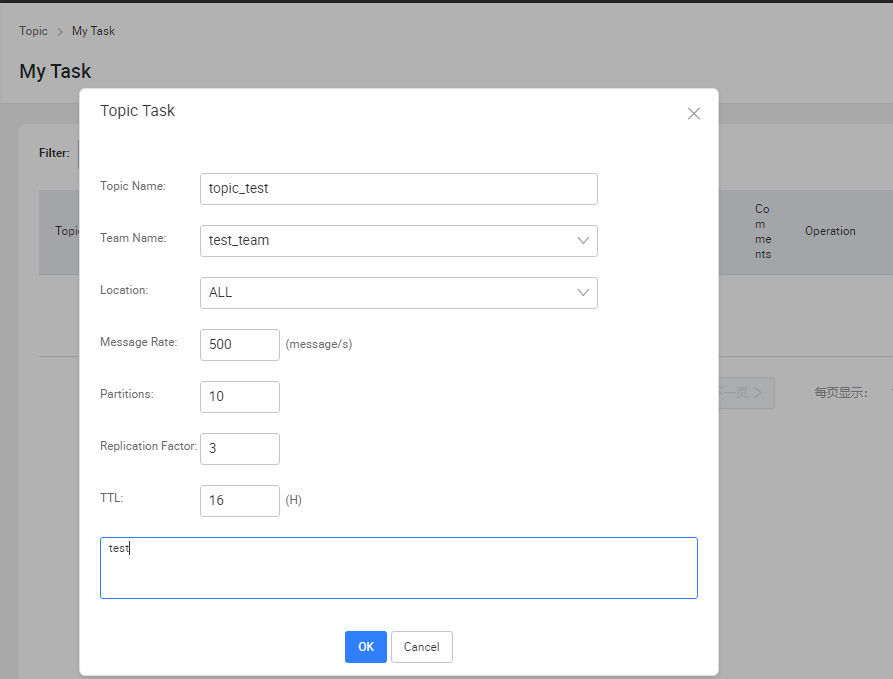 Topic > My Task
My Task
Topic Task
Filter:
Topic Name: topic_test
Team Name: test_team
Location: ALL
Message Rate: 500 (message/s)
Partitions: 10
Replication Factor: 3
TTL: 16 (H)
test
OK Cancel
Topi
Co
m
me
nts
Operation
一页 >
每页显示: